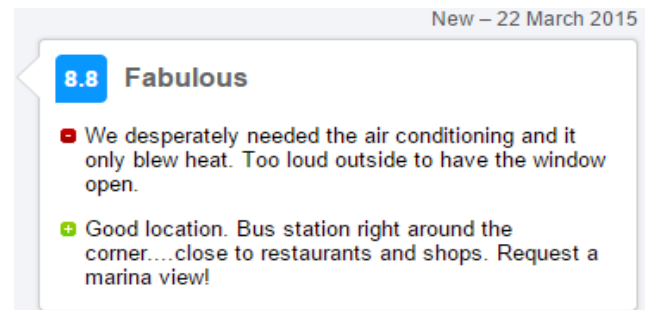 New – 22 March 2015
8.8 Fabulous
We desperately needed the air conditioning and it
only blew heat. Too loud outside to have the window
open.
Good location. Bus station right around the
corner....close to restaurants and shops. Request a
marina view!